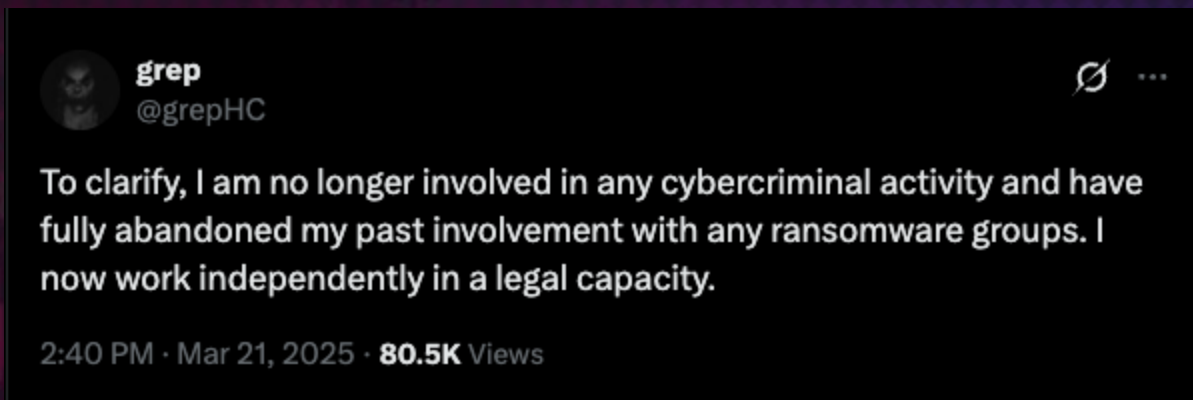 grep
@grepHC
To clarify, I am no longer involved in any cybercriminal activity and have
fully abandoned my past involvement with any ransomware groups. I
now work independently in a legal capacity.
2:40 PM · Mar 21, 2025 · 80.5K Views